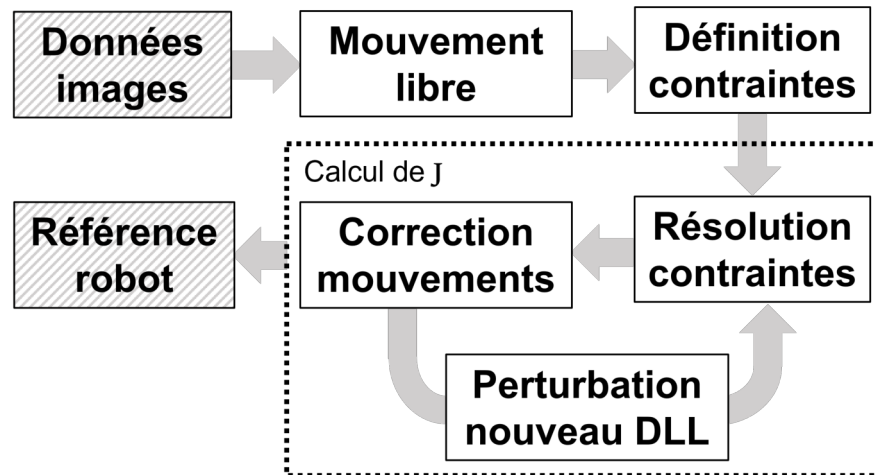 Données
images
Mouvement
libre
Définition
contraintes
Calcul de J
Référence
robot
Correction
mouvements
Résolution
contraintes
Perturbation
nouveau DLL